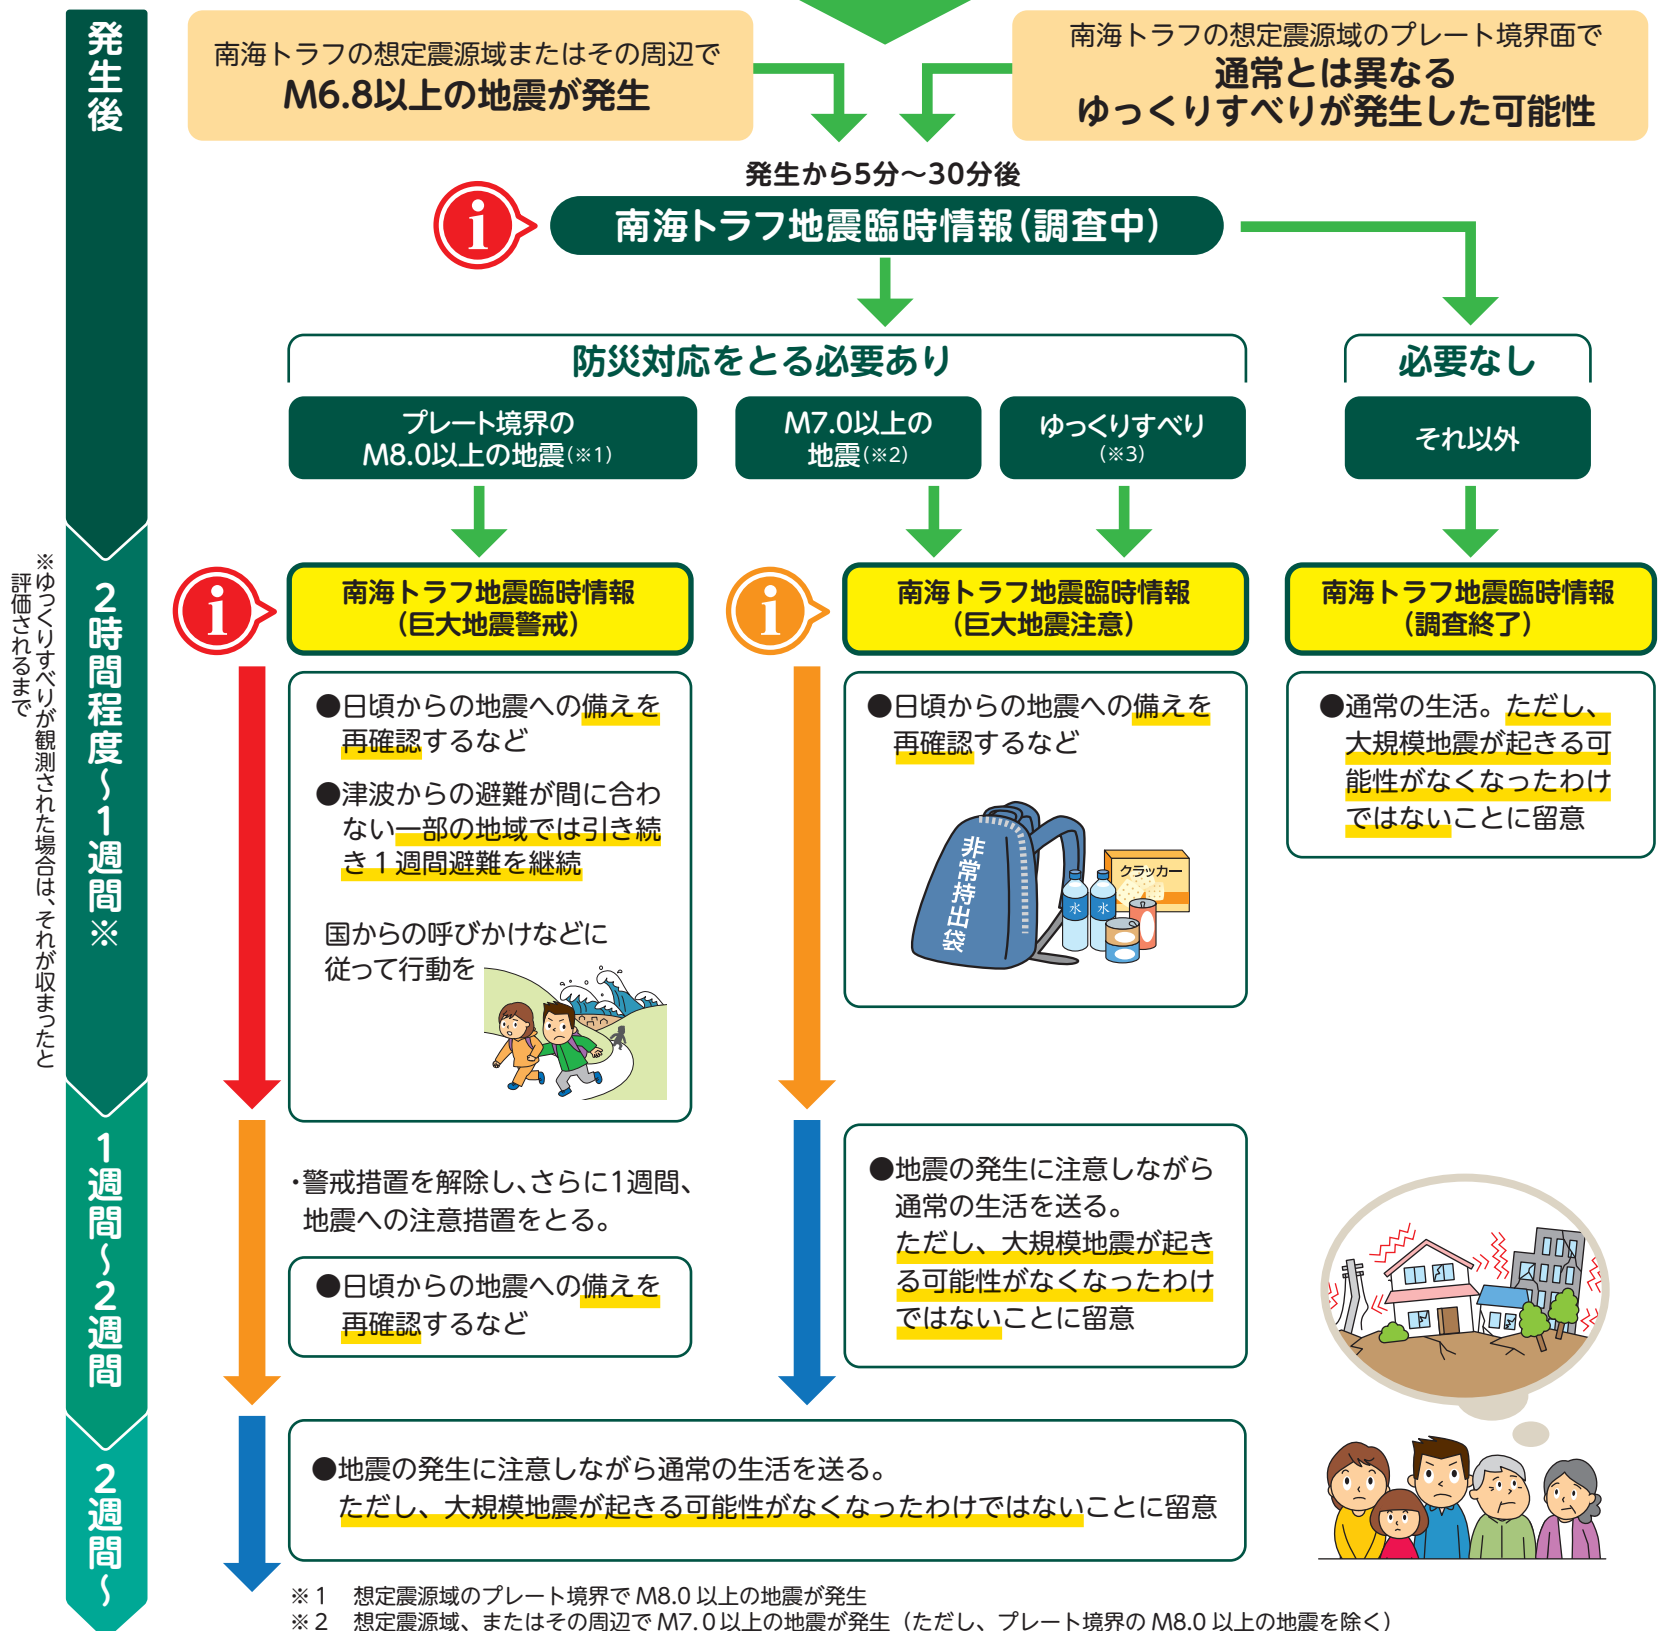 発生後
南海トラフの想定震源域またはその周辺で
M6.8以上の地震が発生
南海トラフの想定震源域のプレート境界面で
通常とは異なる
ゆっくりすべりが発生した可能性
発生から5分～30分後
i
南海トラフ地震臨時情報(調査中)
防災対応をとる必要あり
必要なし
プレート境界の
M8.0以上の地震(※1)
M7.0以上の
地震(※2)
ゆっくりすべり
(※3)
それ以外
2時間程度～1週間※
※ゆっくりすべりが観測された場合は、それが収まったと
評価されるまで
i
南海トラフ地震臨時情報
(巨大地震警戒)
●日頃からの地震への備えを
再確認するなど
●津波からの避難が間に合わ
ない一部の地域では引き続
き1週間避難を継続
国からの呼びかけなどに
従って行動を
i
南海トラフ地震臨時情報
(巨大地震注意)
●日頃からの地震への備えを
再確認するなど
非常持出袋
クラッカー
水
水
南海トラフ地震臨時情報
(調査終了)
●通常の生活。ただし、
大規模地震が起きる可
能性がなくなったわけ
ではないことに留意
1週間～2週間
・警戒措置を解除し、さらに1週間、
地震への注意措置をとる。
●日頃からの地震への備えを
再確認するなど
●地震の発生に注意しながら
通常の生活を送る。
ただし、大規模地震が起き
る可能性がなくなったわけ
ではないことに留意
2週間～
●地震の発生に注意しながら通常の生活を送る。
ただし、大規模地震が起きる可能性がなくなったわけではないことに留意
※1 想定震源域のプレート境界で M8.0 以上の地震が発生
※2 想定震源域、またはその周辺で M7.0 以上の地震が発生(ただし、プレート境界の M8.0 以上の地震を除く)